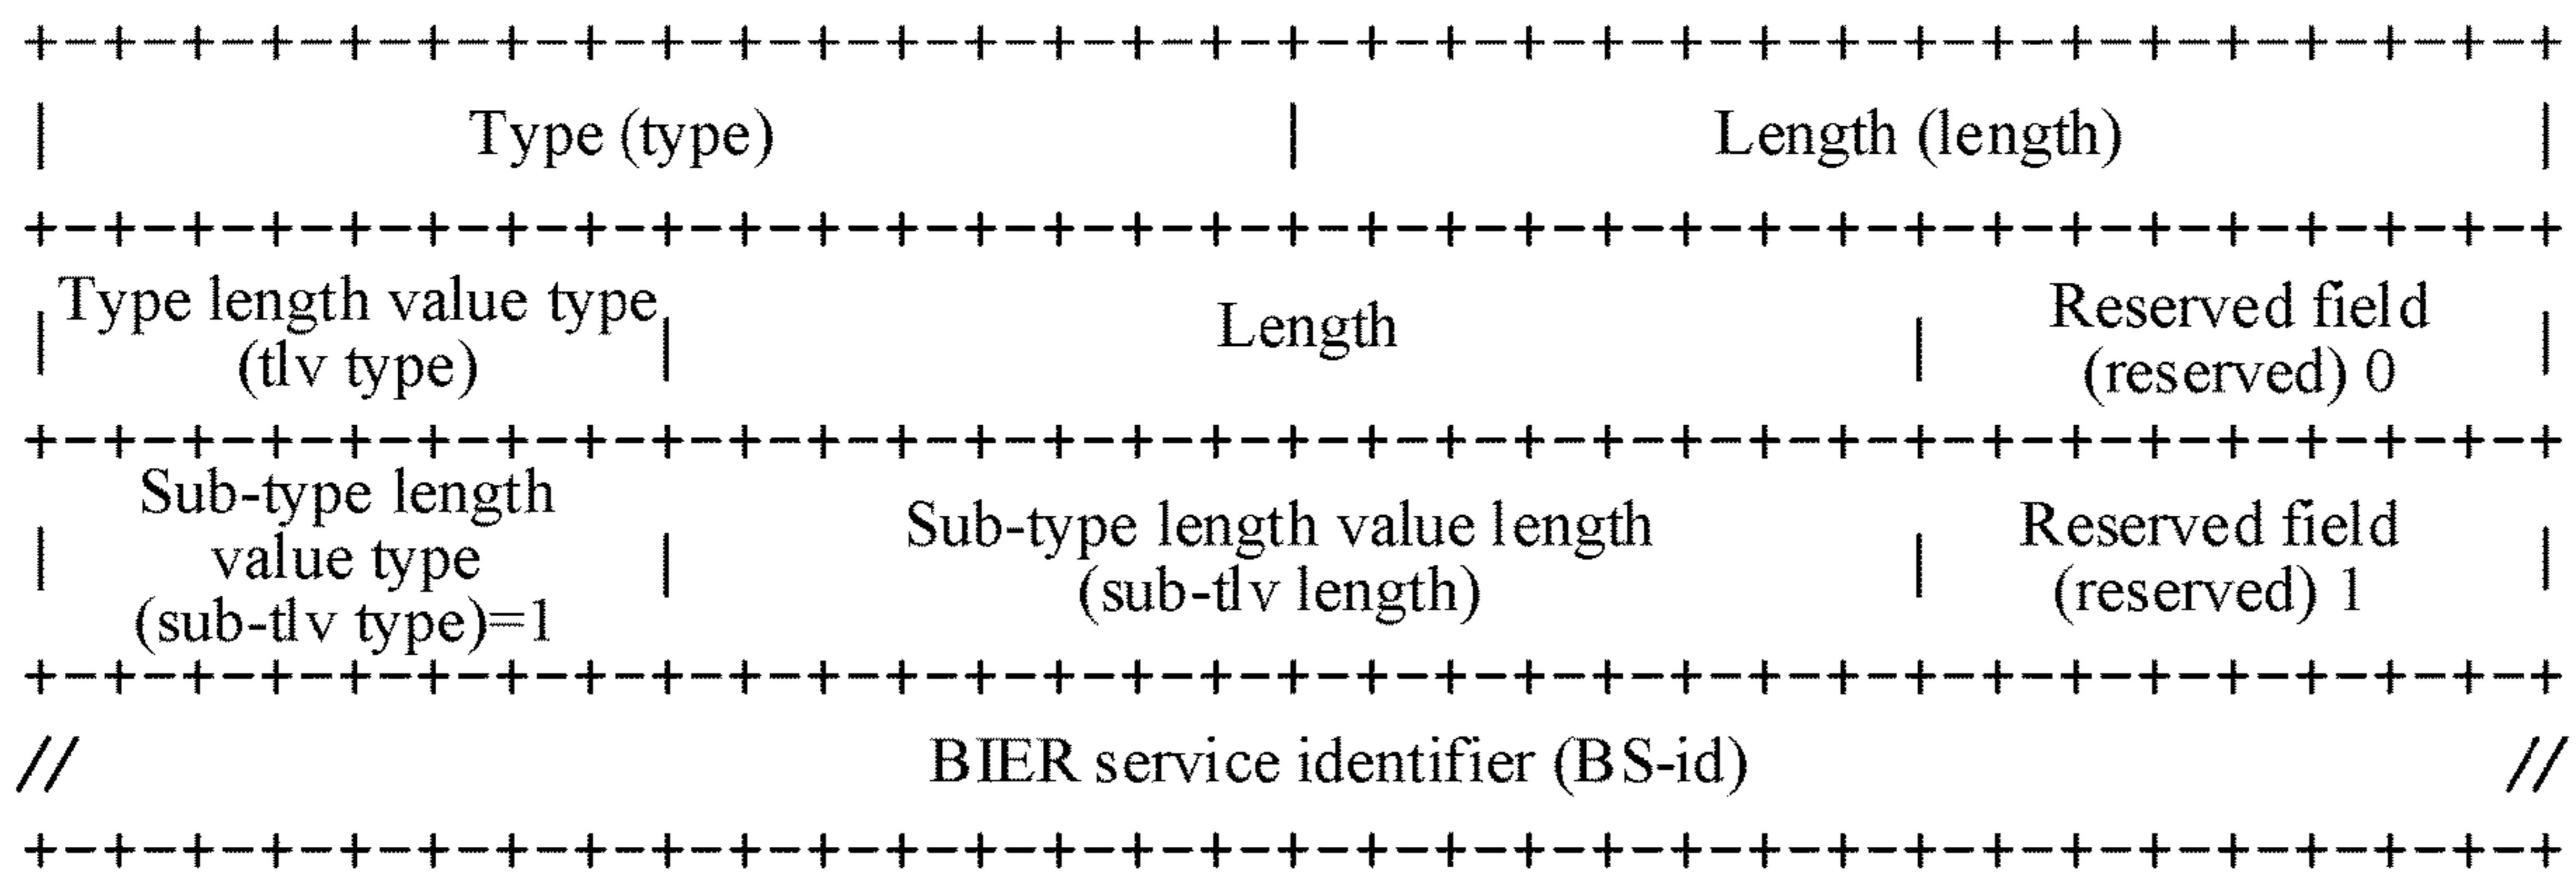 +-+-+-+-+-+-+-+-+-+-+-+-+-+-+-+-+-+-+-+-+-+-+-+-+-+-+-+-+-+-+-+-+
| Type (type) | Length (length) |
+-+-+-+-+-+-+-+-+-+-+-+-+-+-+-+-+-+-+-+-+-+-+-+-+-+-+-+-+-+-+-+-+
| Type length value type | Length | Reserved field |
(tlv type) (reserved) 0
+-+-+-+-+-+-+-+-+-+-+-+-+-+-+-+-+-+-+-+-+-+-+-+-+-+-+-+-+-+-+-+-+
Sub-type length
| value type | Sub-type length value length | Reserved field |
(sub-tlv type)=1 (sub-tlv length) (reserved) 1
+-+-+-+-+-+-+-+-+-+-+-+-+-+-+-+-+-+-+-+-+-+-+-+-+-+-+-+-+-+-+-+-+
// BIER service identifier (BS-id) //
+-+-+-+-+-+-+-+-+-+-+-+-+-+-+-+-+-+-+-+-+-+-+-+-+-+-+-+-+-+-+-+-+